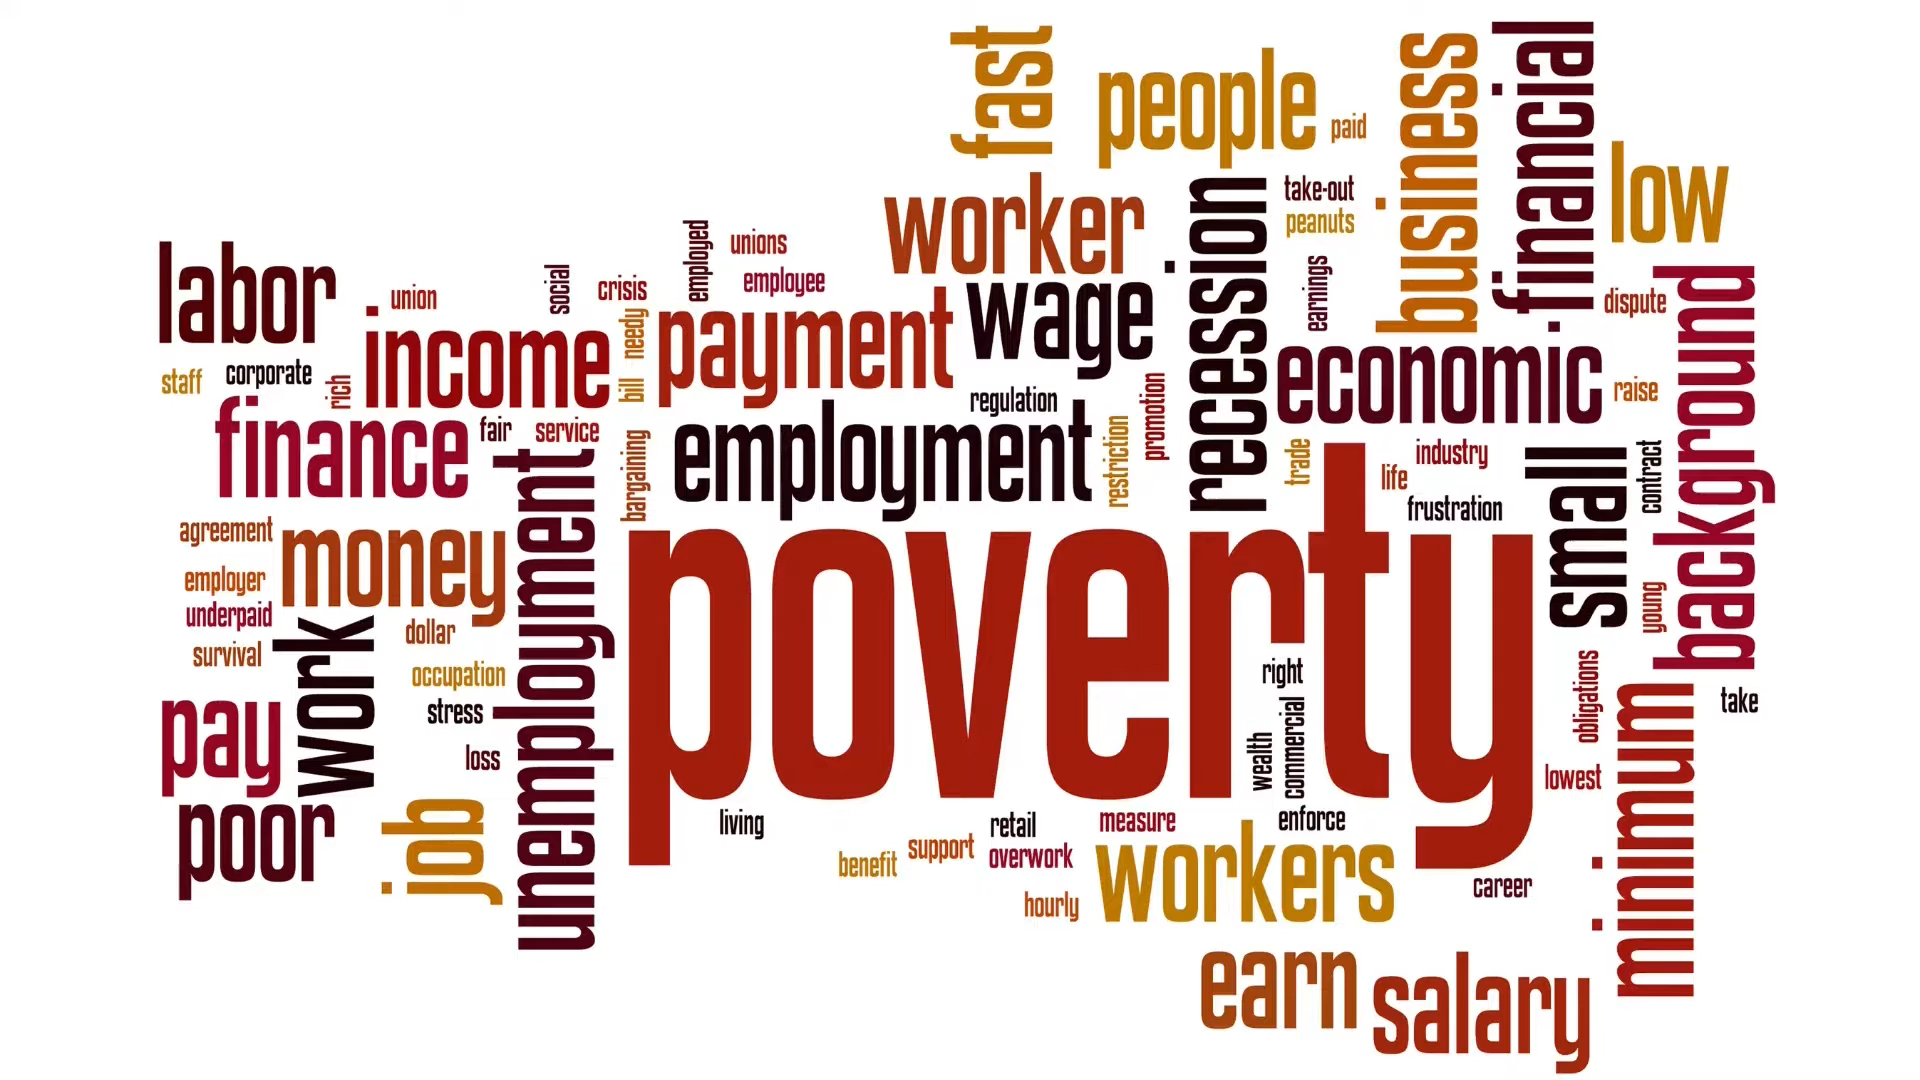 fast
people
paid
business
financial
low
take-out
peanuts
worker
recession
employed
unions
employee
labor
union
social
crisis
income
needy
payment
wage
earnings
dispute
background
staff
corporate
rich
bill
regulation
promotion
economic
raise
finance
fair
service
bargaining
employment
restriction
trade
life
industry
frustration
small
contract
agreement
money
unemployment
poverty
employer
underpaid
survival
work
dollar
occupation
stress
loss
right
wealth
commercial
young
obligations
minimum
take
pay
lowest
poor
job
living
benefit
support
retail
overwork
measure
enforce
hourly
workers
career
earn
salary